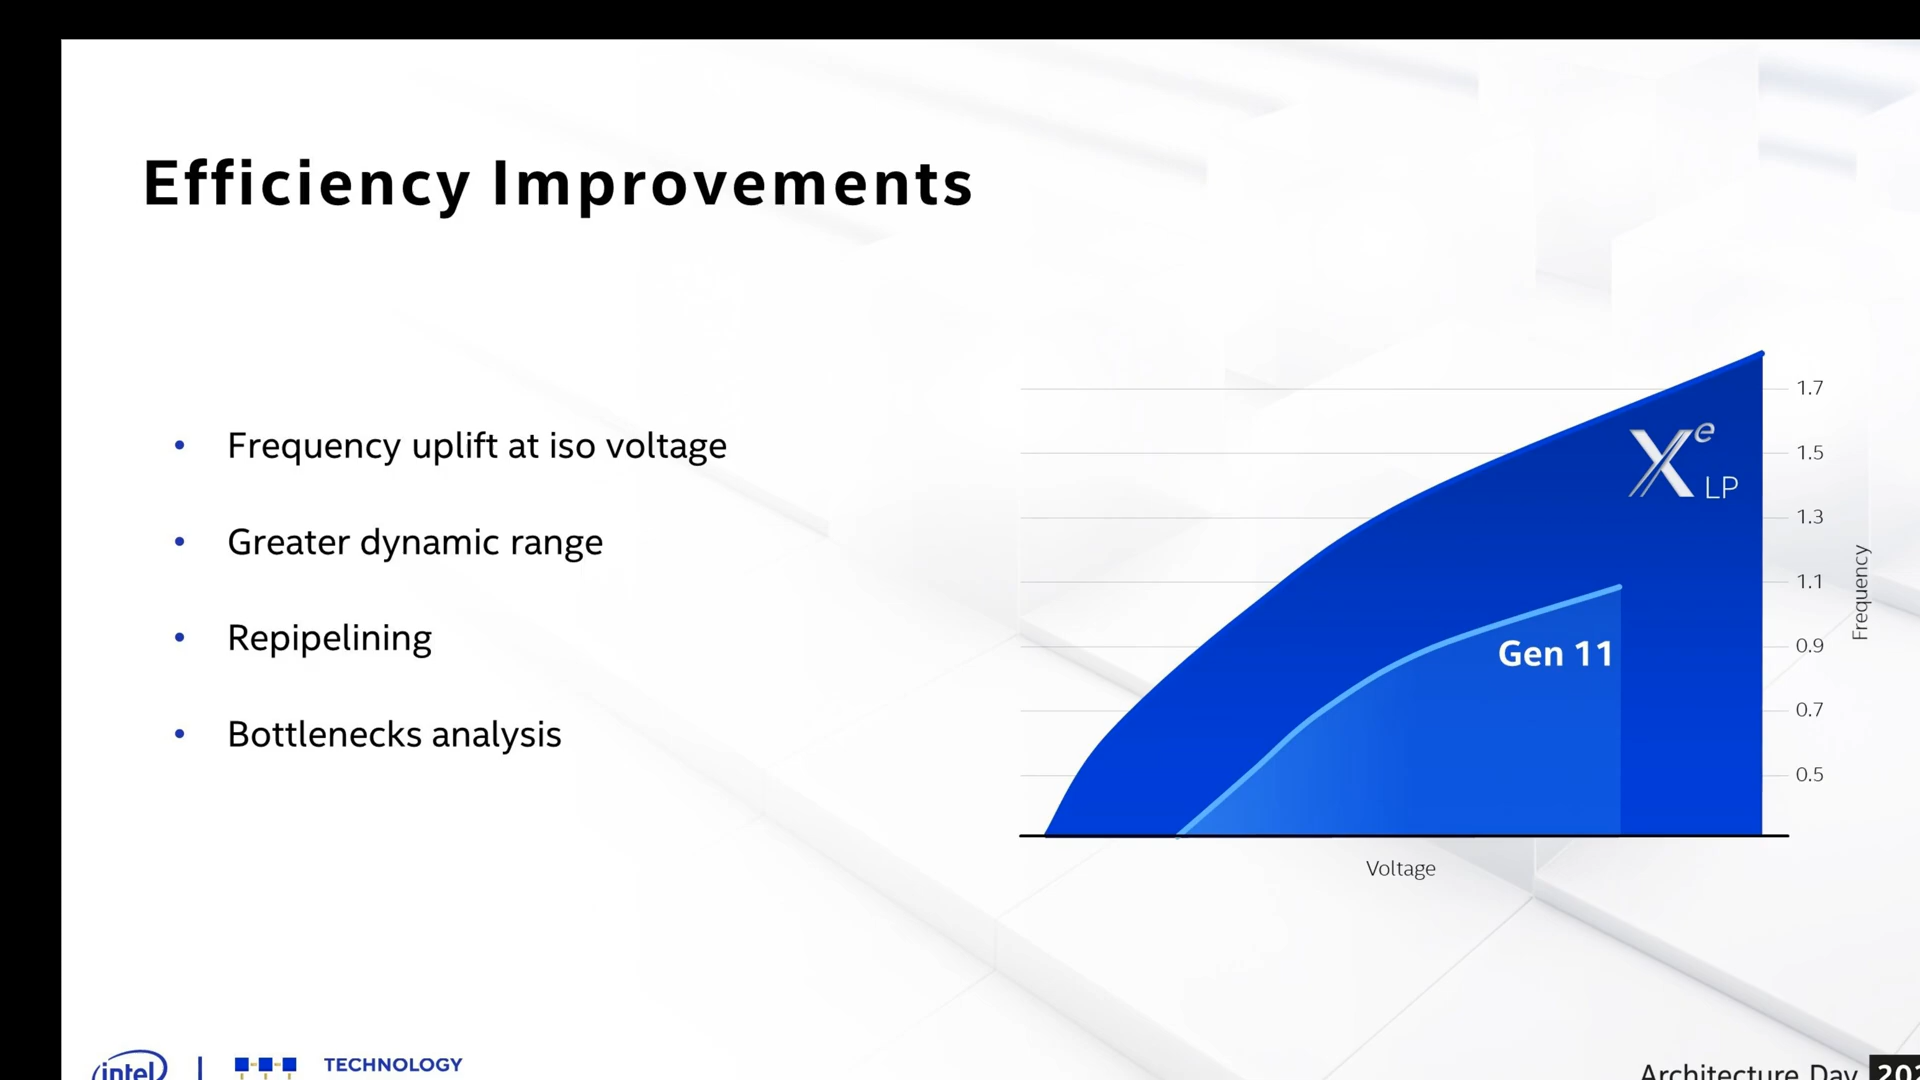 Efficiency Improvements
• Frequency uplift at iso voltage
• Greater dynamic range
• Repipelining
• Bottlenecks analysis
1.7
1.5
1.3
1.1
0.9
0.7
0.5
Frequency
Xe LP
Gen 11
Voltage
intel
TECHNOLOGY
Architecture Day